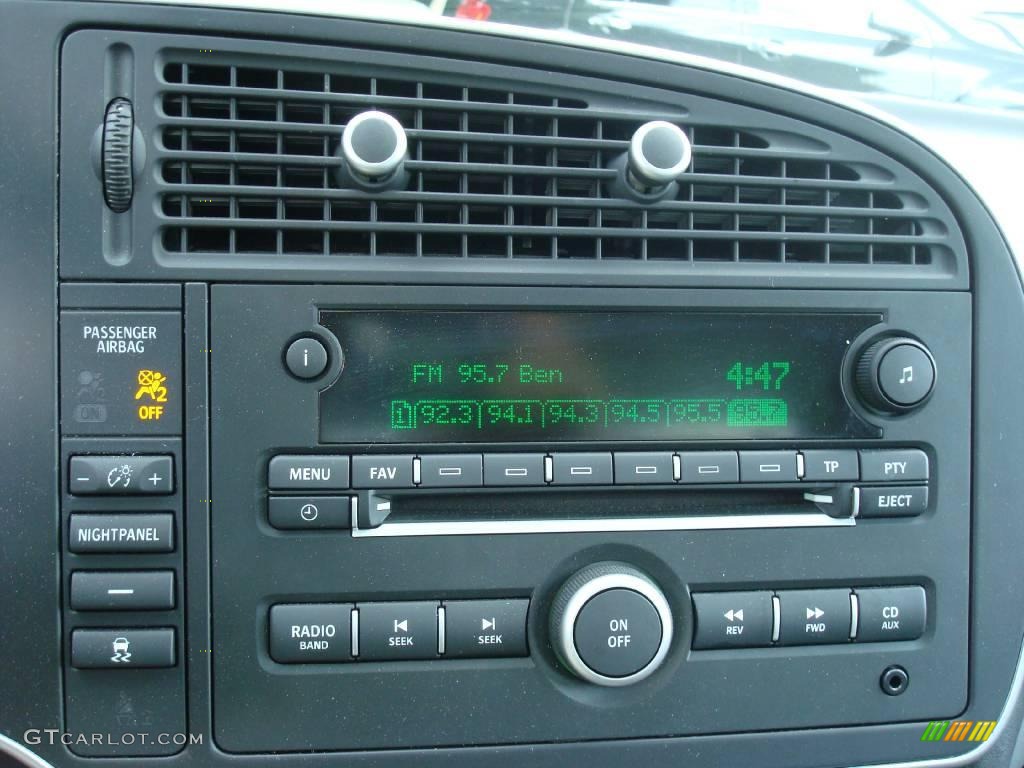 PASSENGER
AIRBAG
ON
2
OFF
i
FM 95.7 Ben 4:47
1 92.3 94.1 94.3 94.5 95.5 95.7
MENU FAV TP PTY
EJECT
- +
NIGHTPANEL
RADIO
BAND
SEEK
SEEK
ON
OFF
REV
FWD
CD
AUX
GTCARLOT.COM